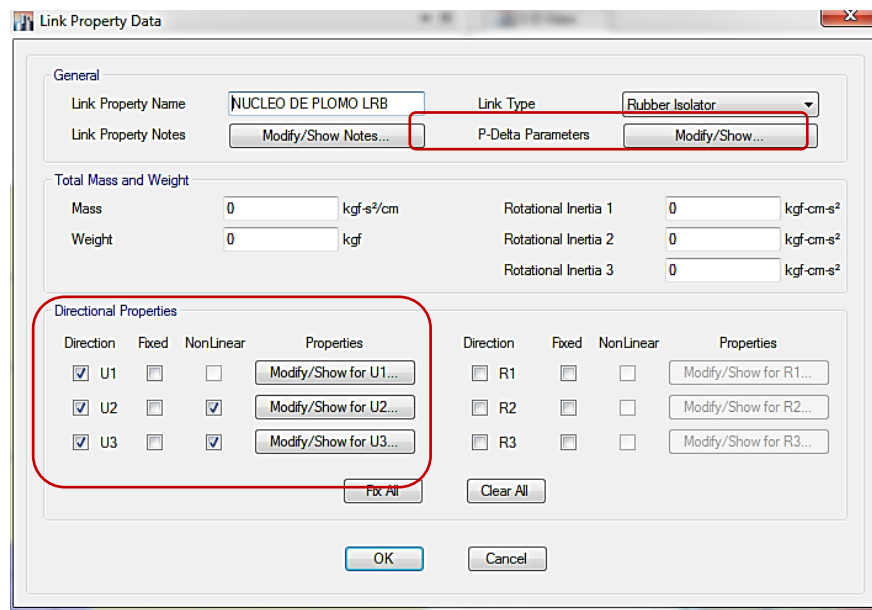 Link Property Data
General
Link Property Name NUCLEO DE PLOMO LRB Link Type Rubber Isolator
Link Property Notes Modify/Show Notes... P-Delta Parameters Modify/Show...
Total Mass and Weight
Mass 0 kgf-s²/cm Rotational Inertia 1 0 kgf-cm-s²
Weight 0 kgf Rotational Inertia 2 0 kgf-cm-s²
Rotational Inertia 3 0 kgf-cm-s²
Directional Properties
Direction Fixed NonLinear Properties Direction Fixed NonLinear Properties
U1 Modify/Show for U1... R1 Modify/Show for R1...
U2 Modify/Show for U2... R2 Modify/Show for R2...
U3 Modify/Show for U3... R3 Modify/Show for R3...
Fix All Clear All
OK Cancel